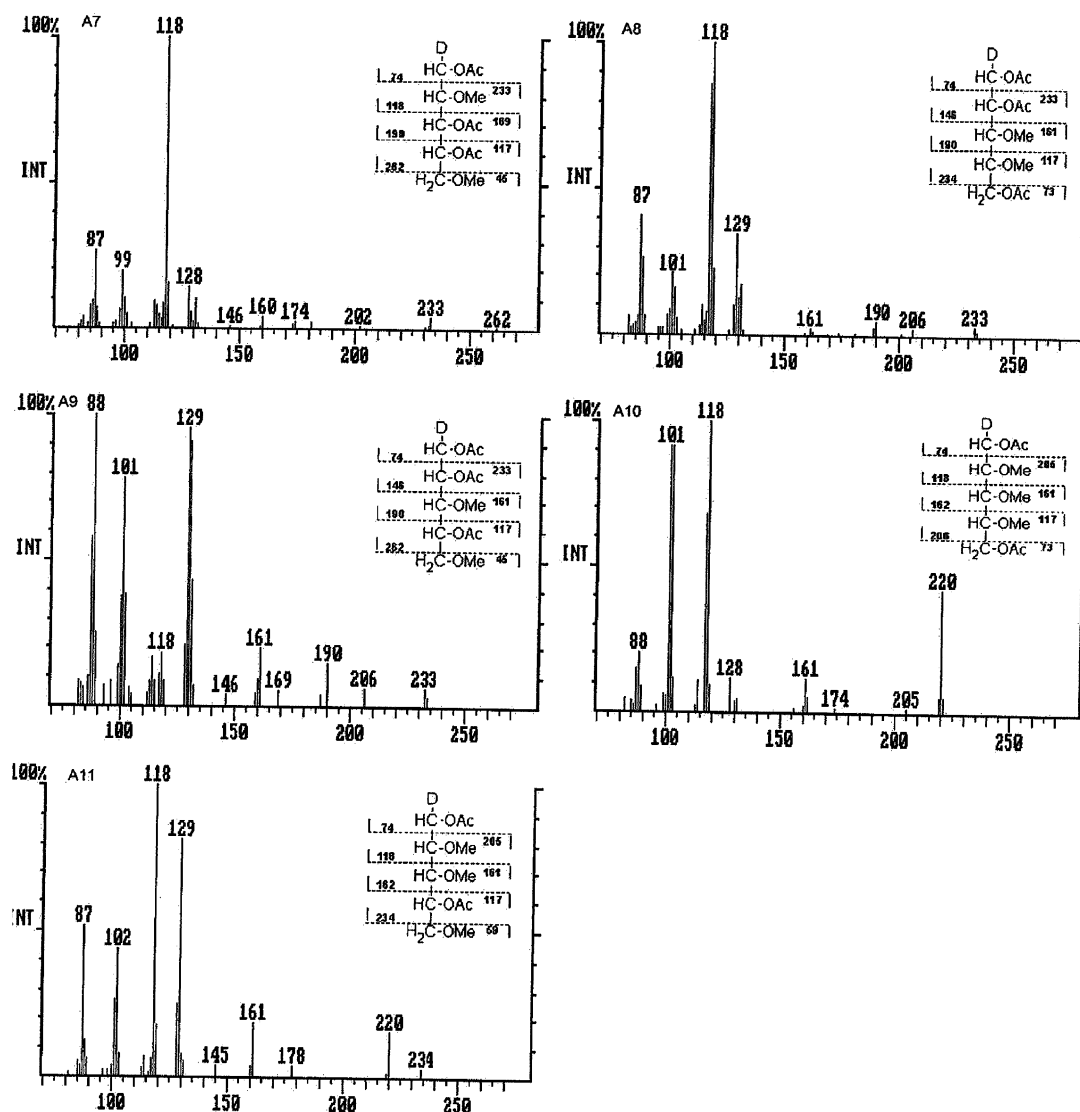 A7
100%
118
D
HC-OAc
74
HC-OMe 233
118
HC-OAc
HC-OAc 117
262
H₂C-OMe 45
INT
87
99
128
146
160
174
202
233
262
100
150
200
250
A8
100%
118
D
HC-OAc
74
HC-OAc 233
146
HC-OMe 161
190
HC-OMe 117
234
H₂C-OAc 73
INT
87
101
129
161
190
206
233
100
150
200
250
A9
100%
88
129
101
D
HC-OAc
74
HC-OAc 233
146
HC-OMe 161
190
HC-OAc 117
262
H₂C-OMe 45
INT
118
146
161
169
190
206
233
100
150
200
250
A10
100%
118
101
D
HC-OAc
74
HC-OMe 205
118
HC-OMe 161
162
HC-OMe 117
206
H₂C-OAc 73
INT
88
128
161
174
205
220
100
150
200
250
A11
100%
118
129
D
HC-OAc
74
HC-OMe 205
118
HC-OMe 161
162
HC-OAc 117
234
H₂C-OMe
INT
87
102
145
161
178
220
234
100
150
200
250